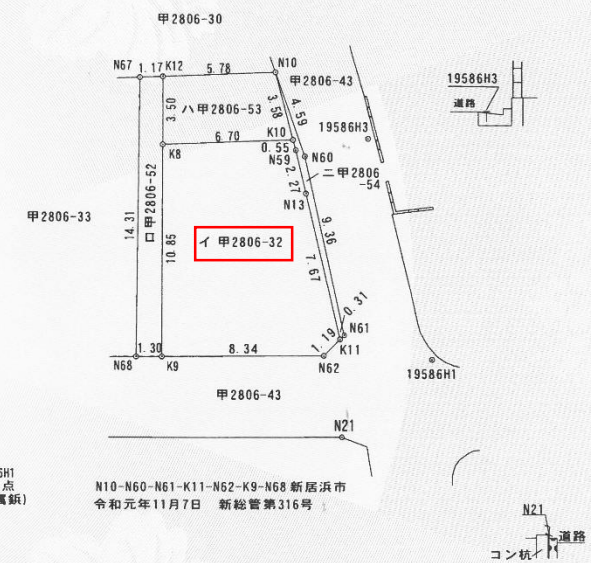 甲2806-30
N67
1.17
K12
5.78
N10
甲2806-43
19586H3
道路
3.50
ハ 甲2806-53
3.58
4.59
19586H3
K8
6.70
K10
0.55
N59
N60
2.27
ニ 甲2806
-54
N13
甲2806-33
14.31
ロ 甲2806-52
10.85
イ 甲2806-32
9.36
7.67
0.31
N61
1.19
K11
N68
1.30
K9
8.34
N62
19586H1
甲2806-43
N21
6H1
点
属鋲)
N10-N60-N61-K11-N62-K9-N68 新居浜市
令和元年11月7日 新総管第316号
N21
道路
コン杭